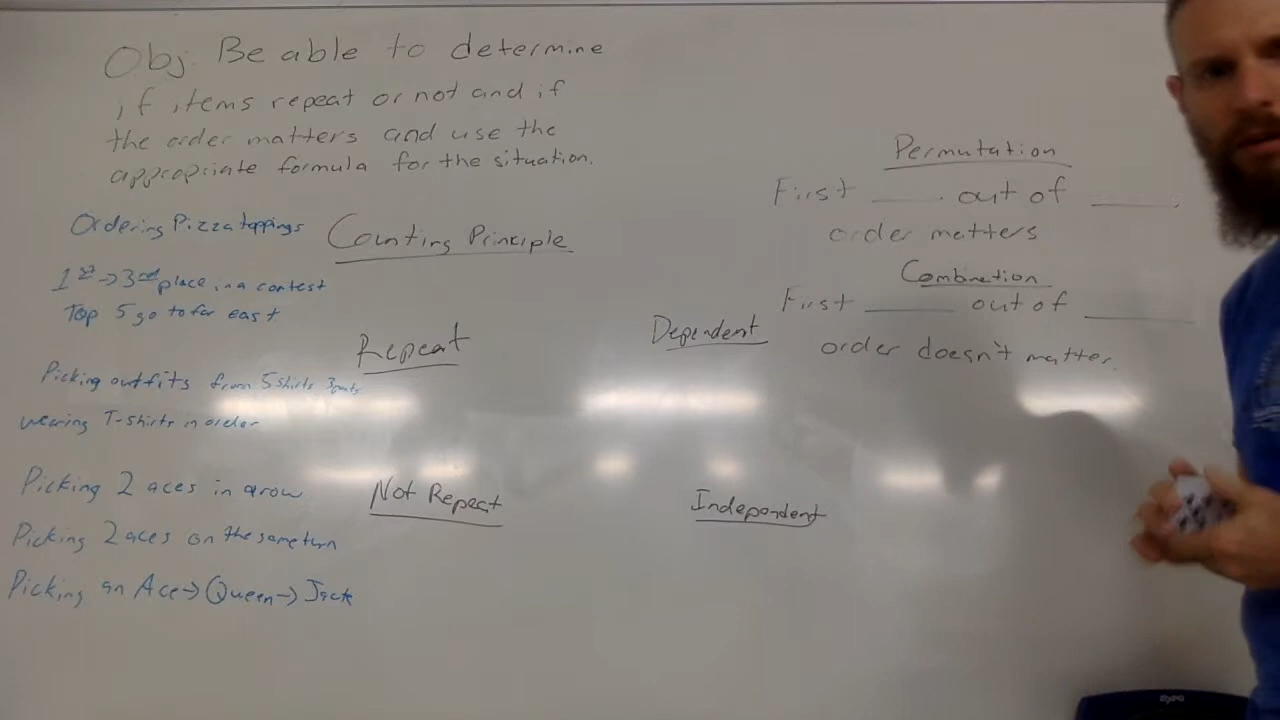 Obj: Be able to determine
if items repeat or not and if
the order matters and use the
appropriate formula for the situation.
Ordering Pizza toppings
1st → 3rd place in a contest
Top 5 go to far east
Picking outfits from 5 shirts 3 pants
wearing T-shirts in order
Picking 2 aces in a row
Picking 2 aces on the same turn
Picking an Ace → Queen → Jack
Counting Principle
Repeat
Not Repeat
Dependent
Independent
Permutation
First ____ out of ____.
order matters
Combination
First ____ out of ____
order doesn't matter.